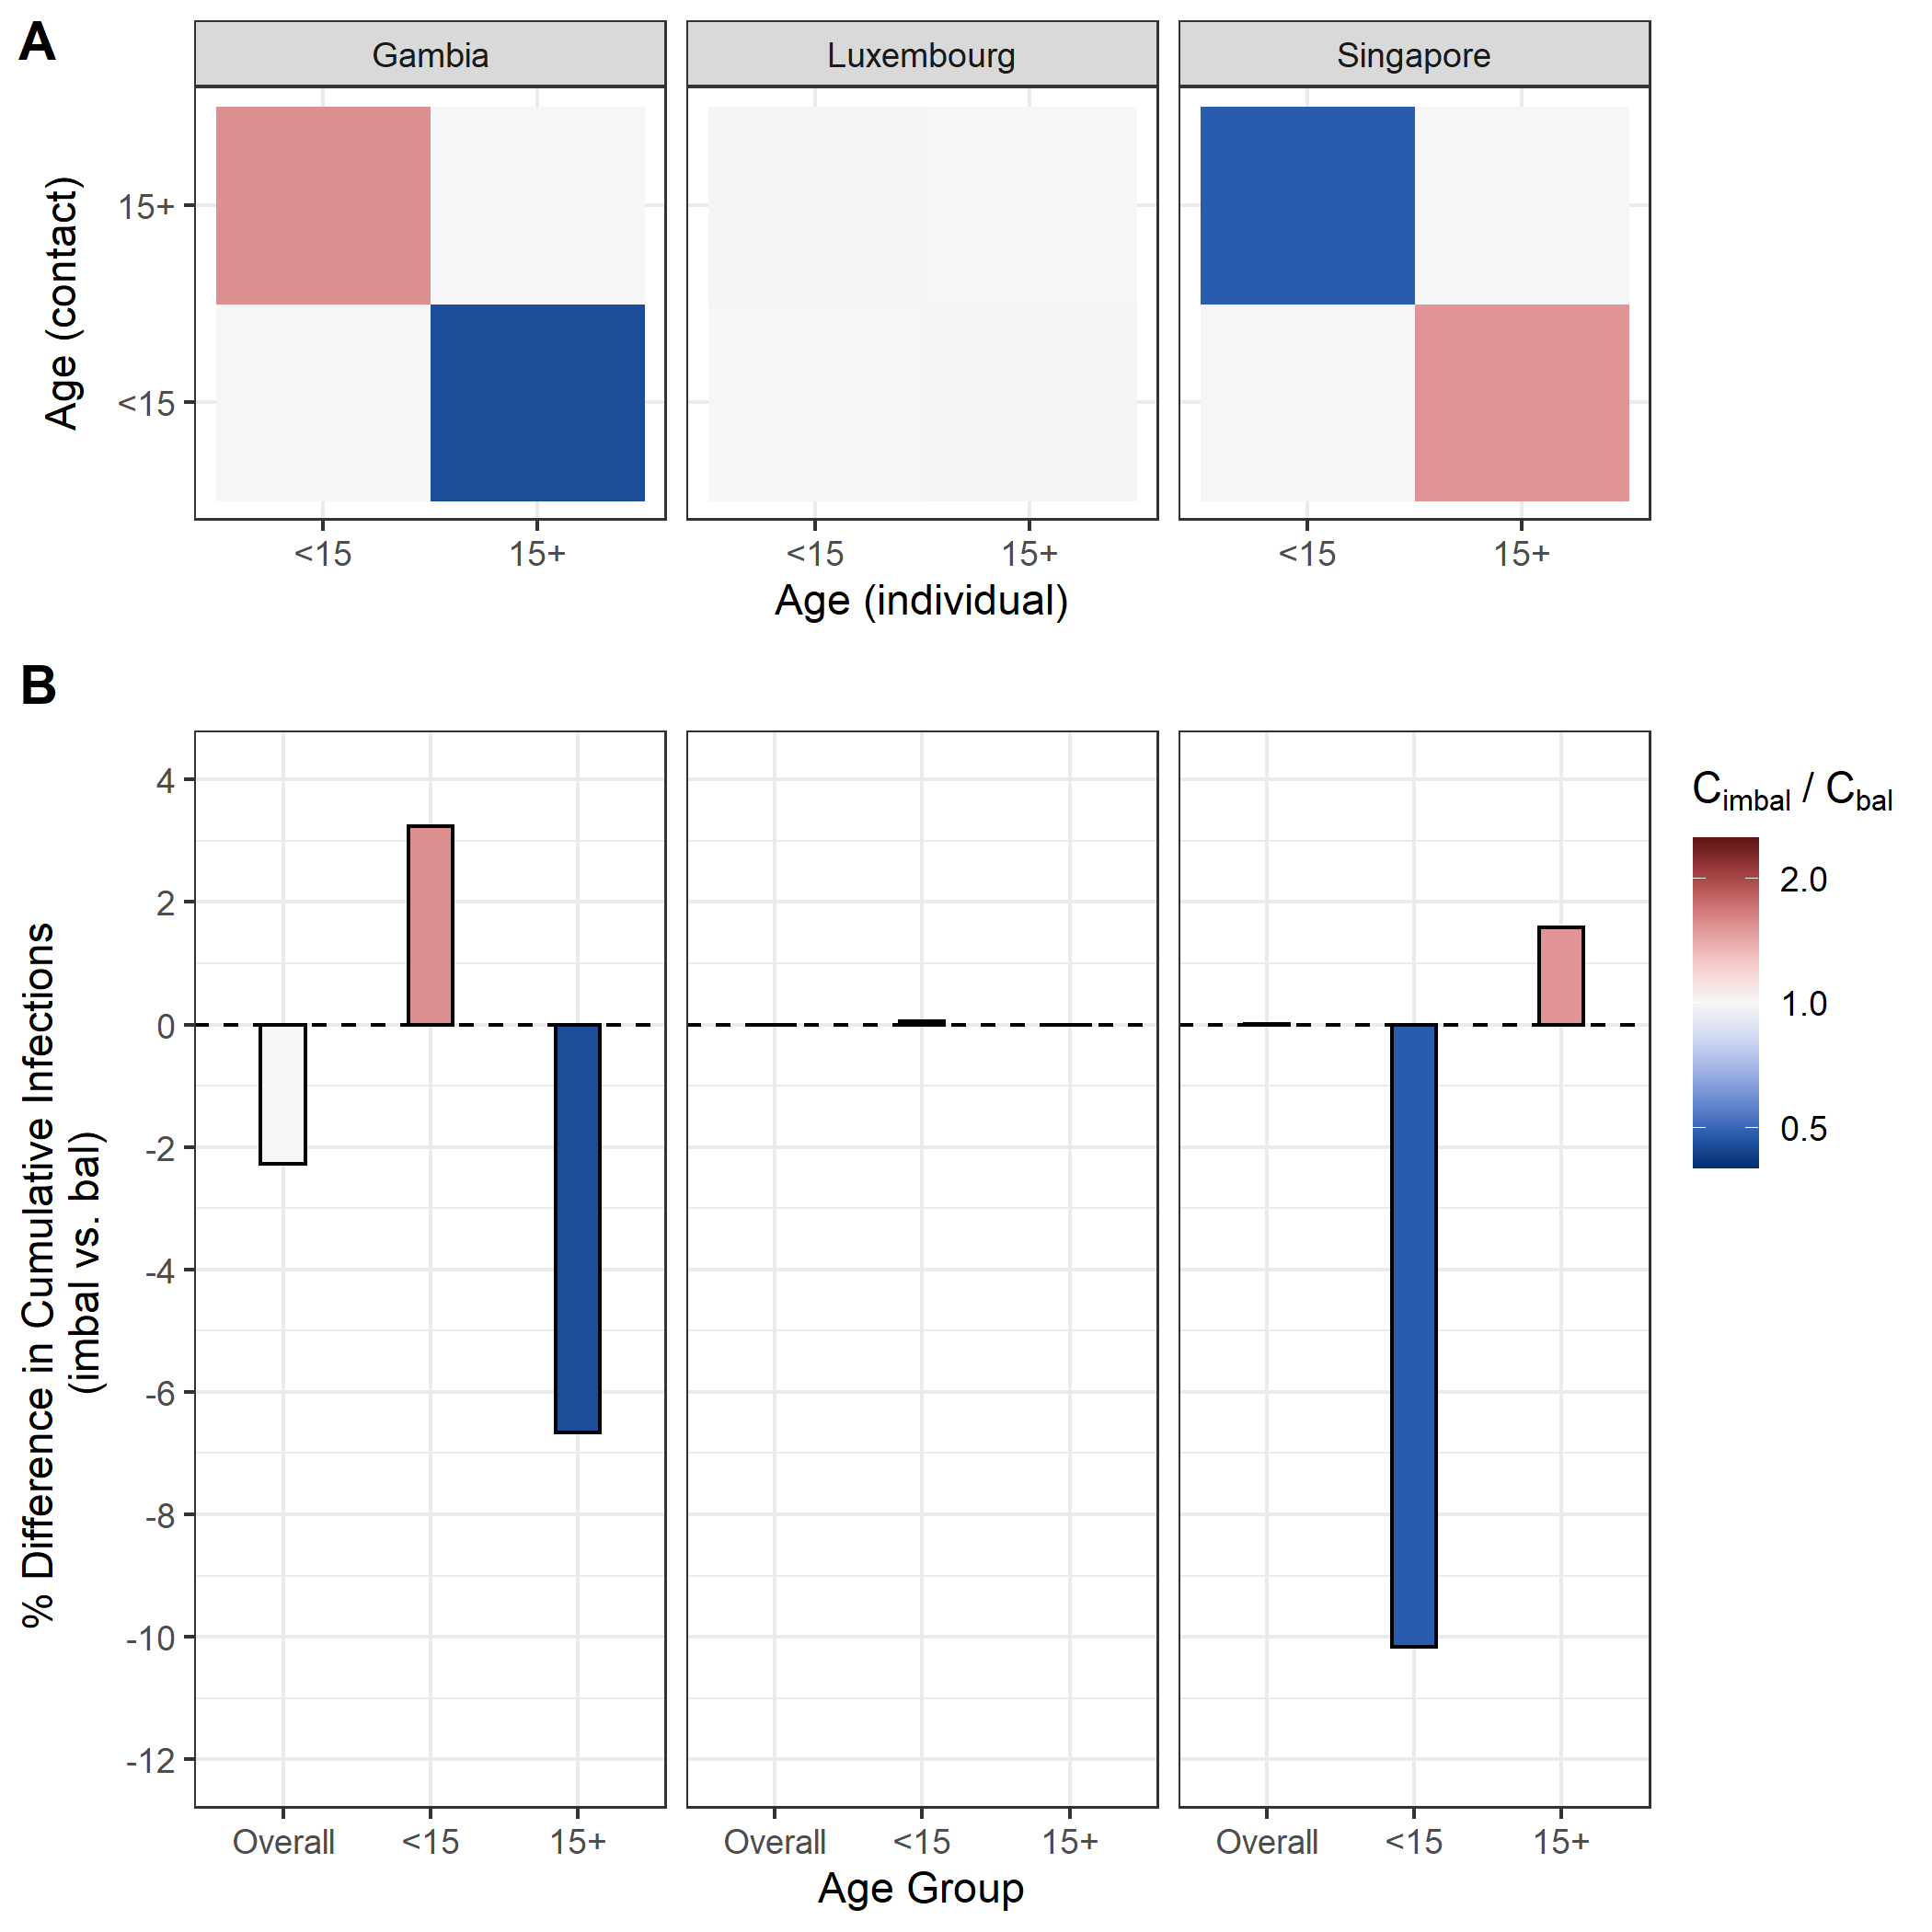 A
Gambia Luxembourg Singapore
Age (contact)
15+
<15
<15 15+ <15 15+ <15 15+
Age (individual)
B
% Difference in Cumulative Infections
(imbal vs. bal)
4
2
0
-2
-4
-6
-8
-10
-12
Overall <15 15+ Overall <15 15+ Overall <15 15+
Age Group
Cimbal / Cbal
2.0
1.0
0.5